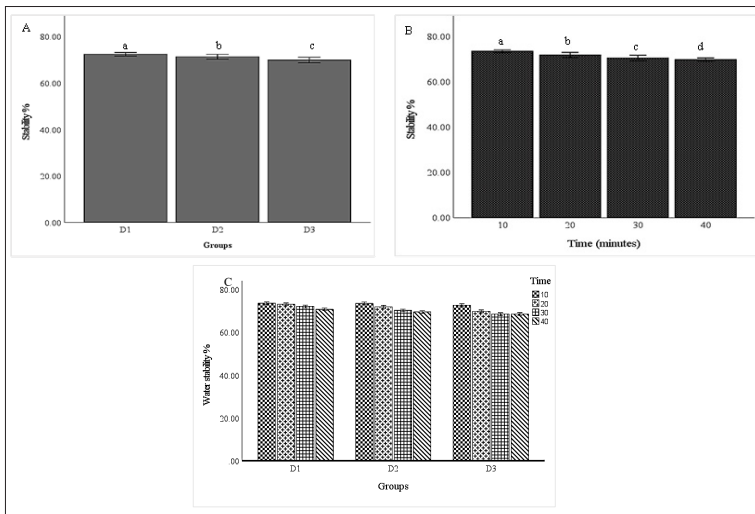 A
80.00
60.00
40.00
20.00
0.00
Stability %
a
b
c
D1
D2
D3
Groups
B
80.00
60.00
40.00
20.00
0.00
Stability %
a
b
c
d
10
20
30
40
Time (minutes)
C
80.00
60.00
40.00
20.00
.00
Water stability %
Time
10
20
30
40
D1
D2
D3
Groups